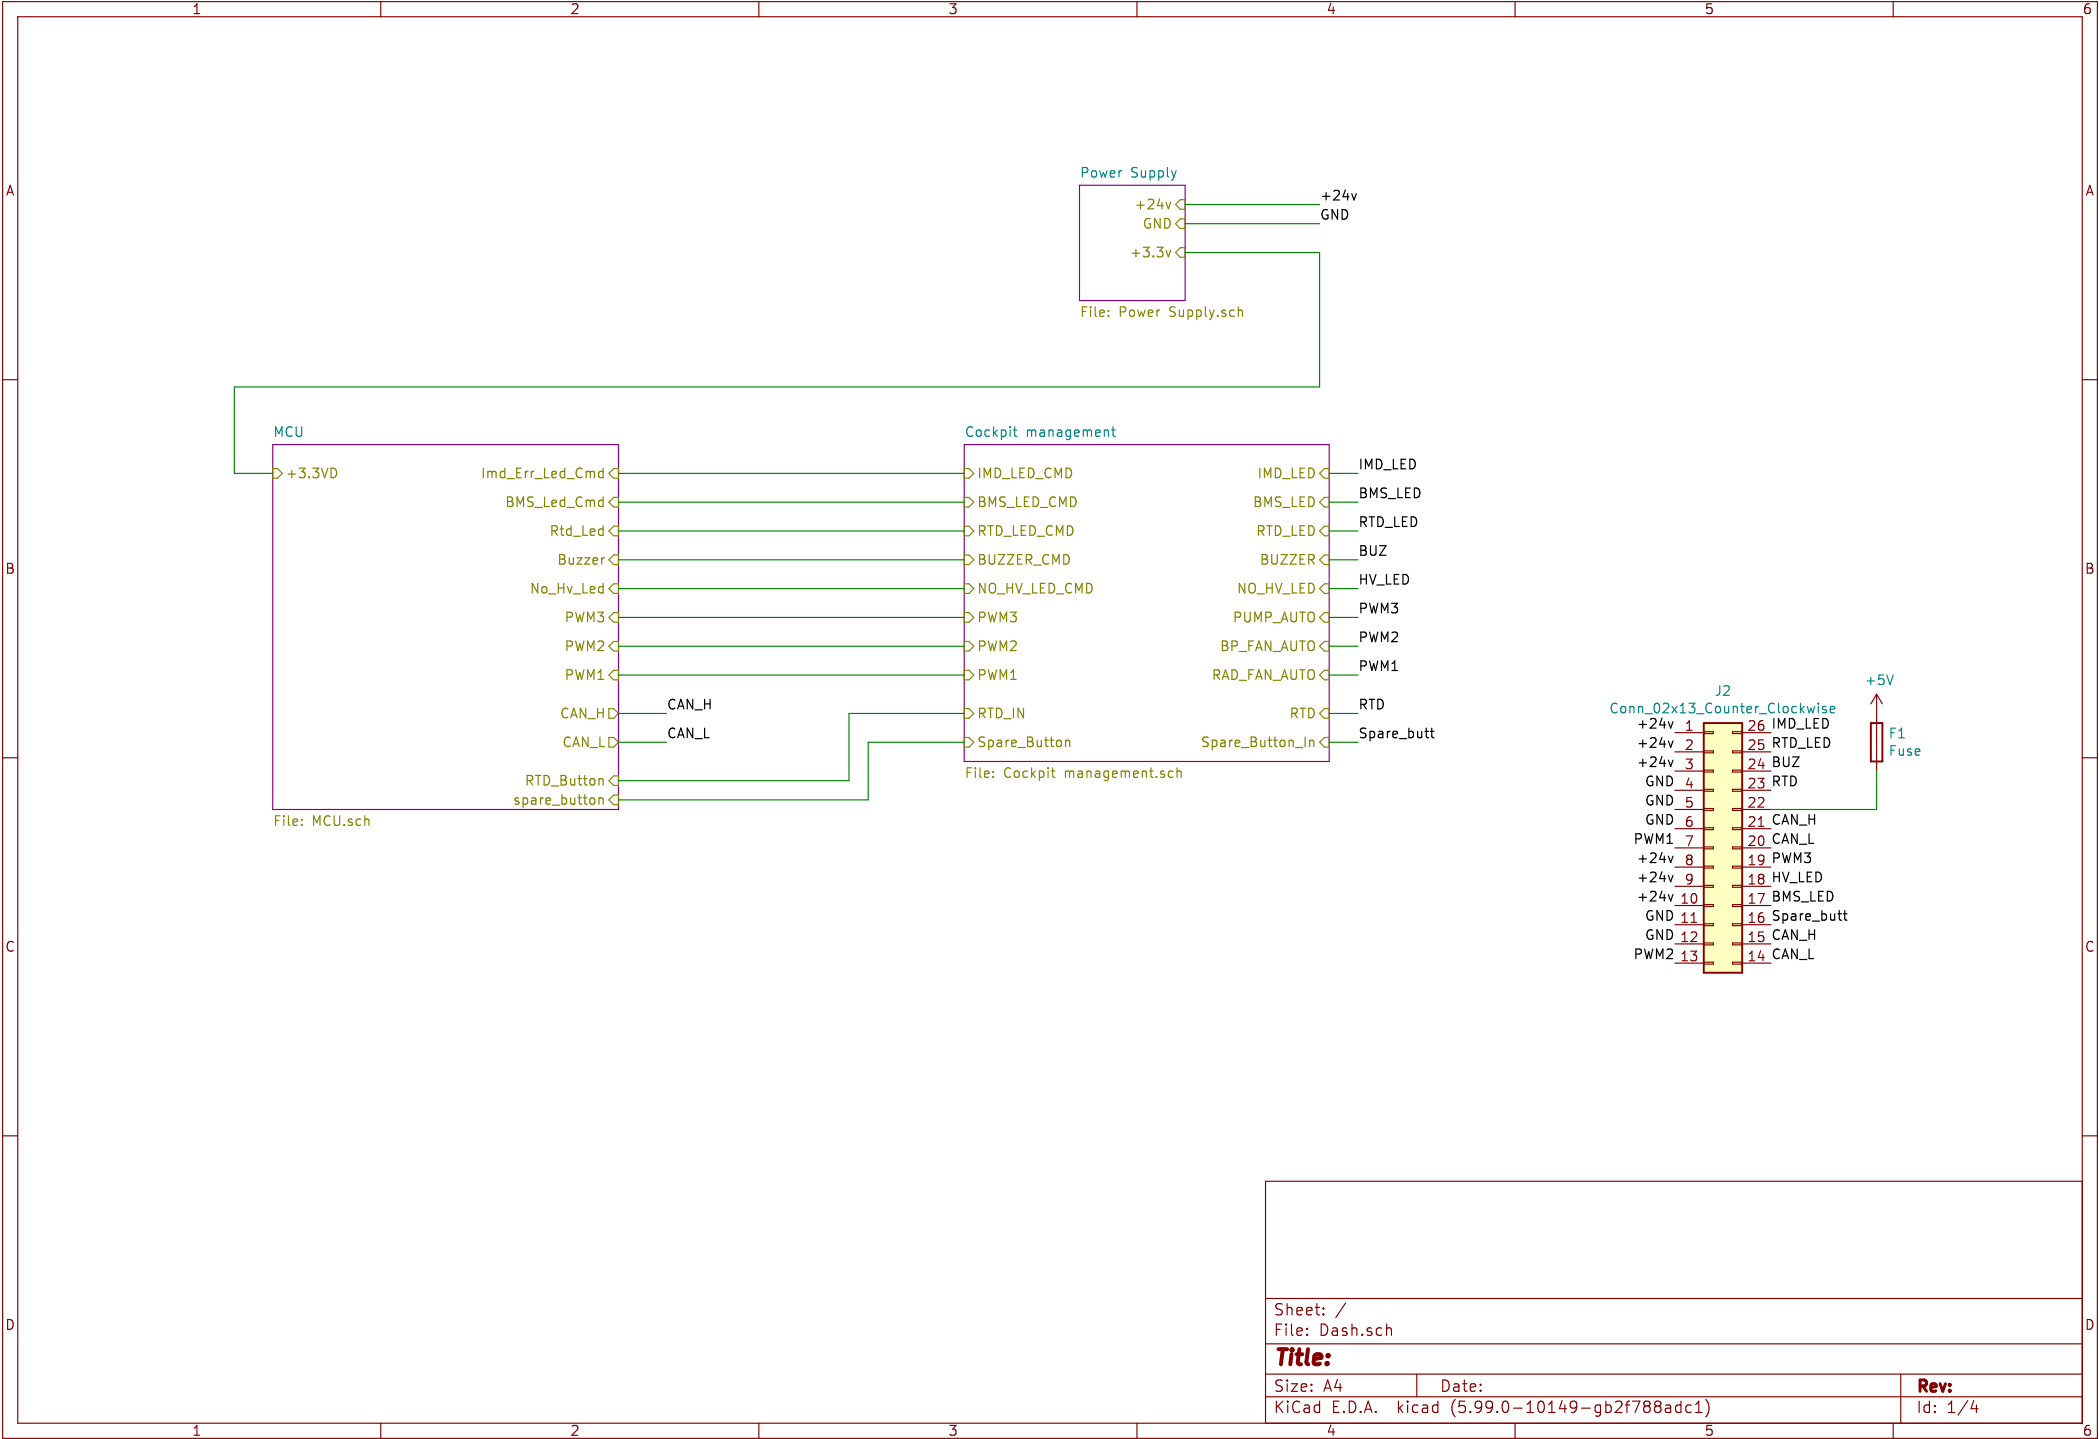 1 2 3 4 5 6
A A
B B
C C
D D
Power Supply
+24v
GND
+3.3v
+24v
GND
File: Power Supply.sch
MCU
+3.3VD
Imd_Err_Led_Cmd
BMS_Led_Cmd
Rtd_Led
Buzzer
No_Hv_Led
PWM3
PWM2
PWM1
CAN_H
CAN_L
RTD_Button
spare_button
CAN_H
CAN_L
File: MCU.sch
Cockpit management
IMD_LED_CMD
BMS_LED_CMD
RTD_LED_CMD
BUZZER_CMD
NO_HV_LED_CMD
PWM3
PWM2
PWM1
RTD_IN
Spare_Button
IMD_LED
BMS_LED
RTD_LED
BUZZER
NO_HV_LED
PUMP_AUTO
BP_FAN_AUTO
RAD_FAN_AUTO
RTD
Spare_Button_In
IMD_LED
BMS_LED
RTD_LED
BUZ
HV_LED
PWM3
PWM2
PWM1
RTD
Spare_butt
File: Cockpit management.sch
J2
Conn_02x13_Counter_Clockwise
+24v 1 26 IMD_LED
+24v 2 25 RTD_LED
+24v 3 24 BUZ
GND 4 23 RTD
GND 5 22
GND 6 21 CAN_H
PWM1 7 20 CAN_L
+24v 8 19 PWM3
+24v 9 18 HV_LED
+24v 10 17 BMS_LED
GND 11 16 Spare_butt
GND 12 15 CAN_H
PWM2 13 14 CAN_L
+5V
F1
Fuse
Sheet: /
File: Dash.sch
Title:
Size: A4 Date: Rev:
KiCad E.D.A. kicad (5.99.0-10149-gb2f788adc1) Id: 1/4
1 2 3 4 5 6